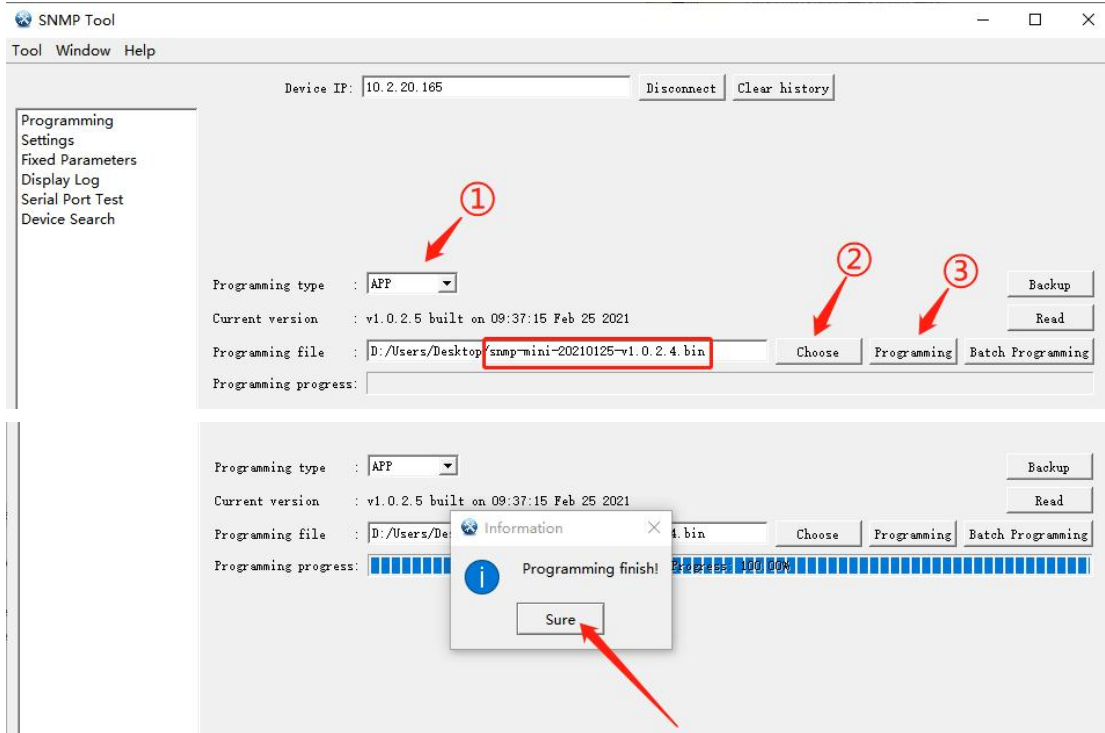 SNMP Tool
Tool Window Help
Device IP: 10.2.20.165 Disconnect Clear history
Programming
Settings
Fixed Parameters
Display Log
Serial Port Test
Device Search
①
②
③
Programming type : APP Backup
Current version : v1.0.2.5 built on 09:37:15 Feb 25 2021 Read
Programming file : D:/Users/Desktop/snmp-mini-20210125-v1.0.2.4.bin Choose Programming Batch Programming
Programming progress:
Programming type : APP Backup
Current version : v1.0.2.5 built on 09:37:15 Feb 25 2021 Read
Programming file : D:/Users/De 4.bin Choose Programming Batch Programming
Programming progress: Progress: 100.00%
Information
Programming finish!
Sure